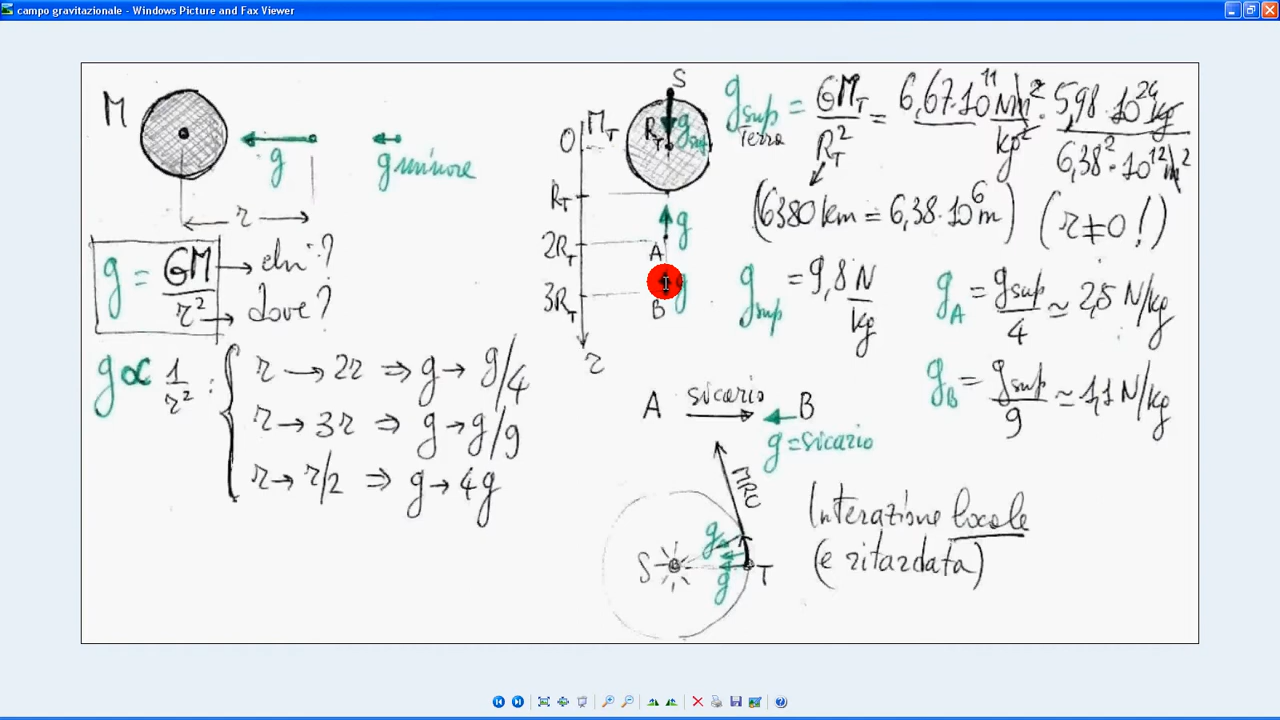 campo gravitazionale - Windows Picture and Fax Viewer
M
g
g minore
r
g = GM/r² → chi? → dove?
g ∝ 1/r² :
r → 2r ⇒ g → g/4
r → 3r ⇒ g → g/9
r → r/2 ⇒ g → 4g
S
M_T
R_T
g_sup
0
R_T
2R_T
3R_T
r
g
A
g
B
g_sup Terra = GM_T/R_T² = 6,67·10¹¹ Nm²/kg² · 5,98·10²⁴ kg / 6,38²·10¹² m²
(6380 km = 6,38·10⁶ m) (r≠0!)
g_sup = 9,8 N/kg
g_A = g_sup/4 ≃ 2,5 N/kg
g_B = g_sup/9 ≃ 1,1 N/kg
A sicario B
g = sicario
MRU
S
g
g
T
Interazione locale
(e ritardata)